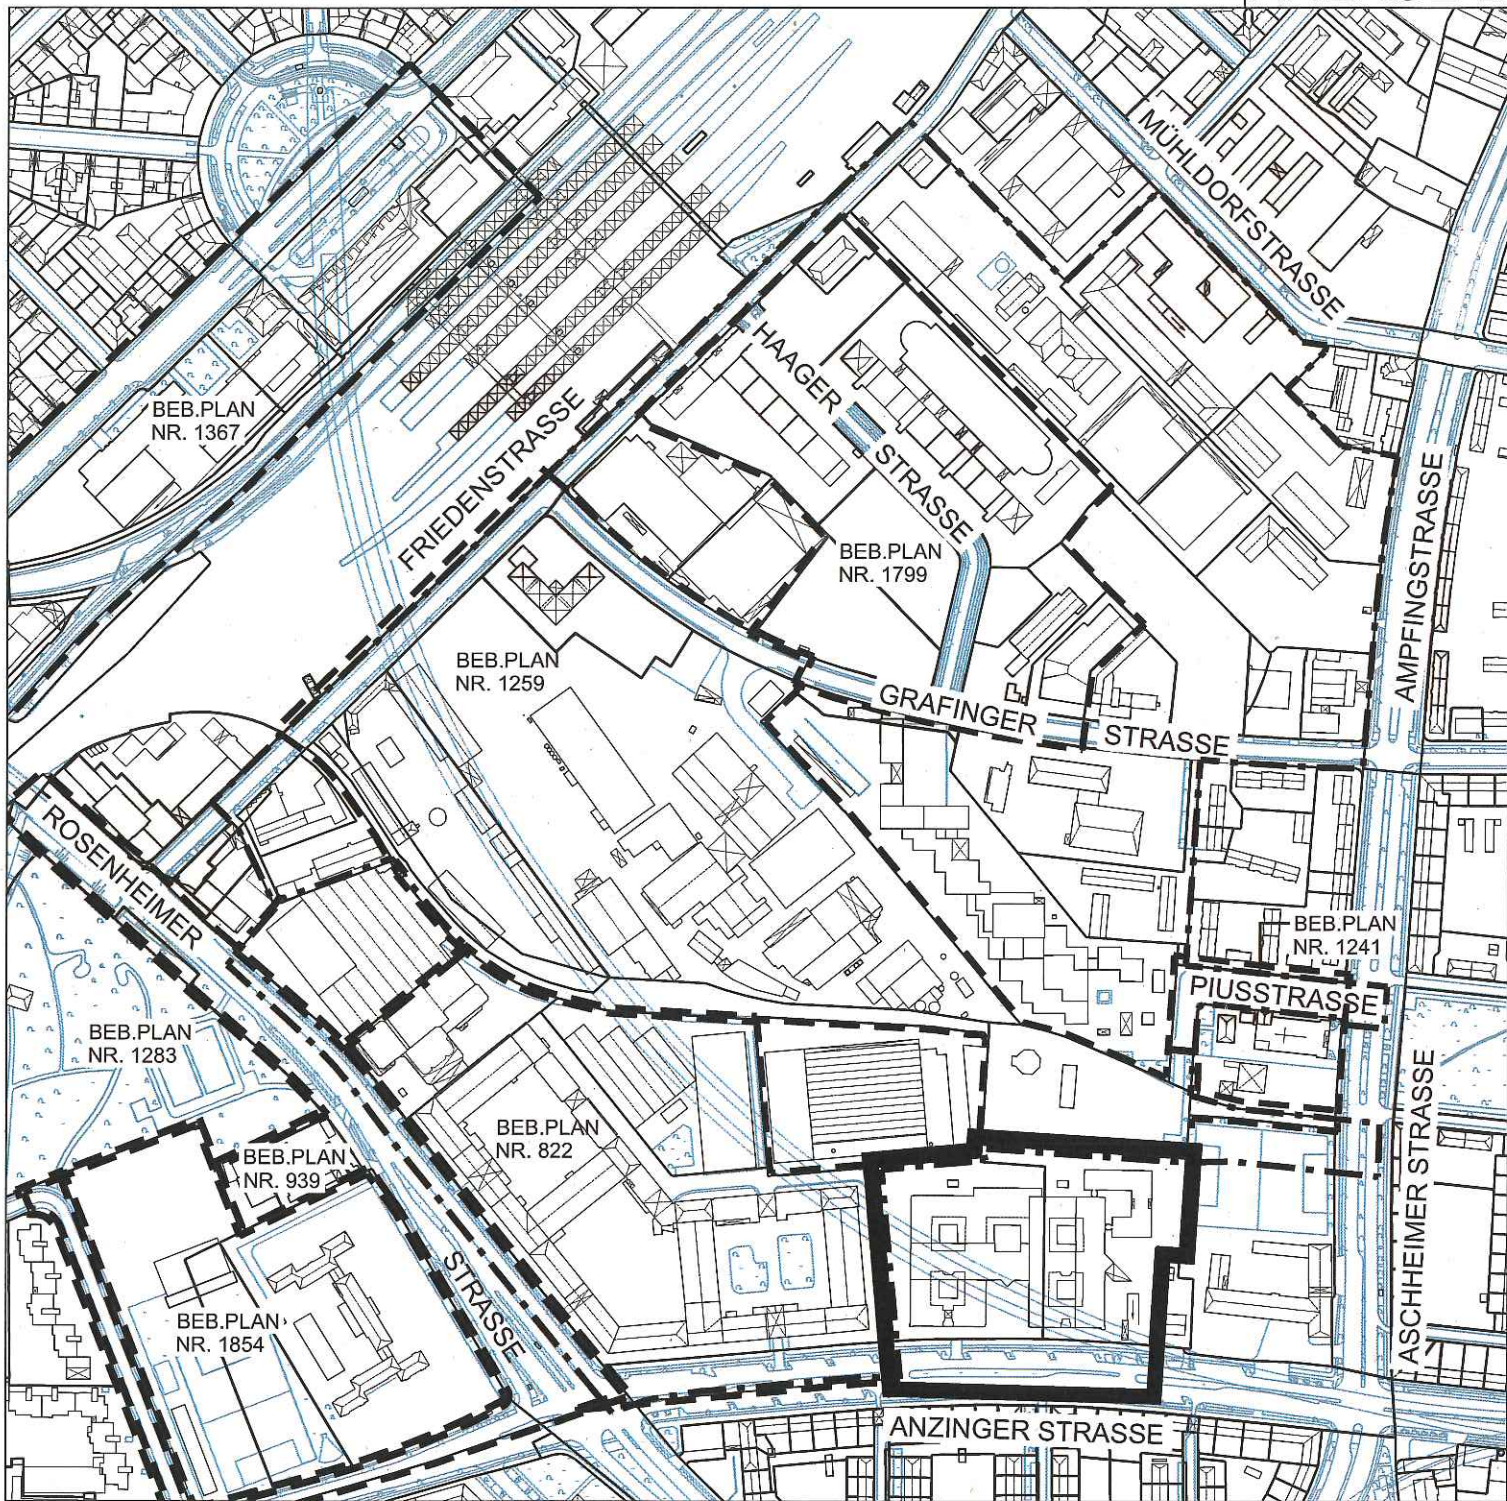 MÜHLDORFSTRASSE
HAAGER STRASSE
BEB.PLAN
NR. 1367
FRIEDENSTRASSE
AMPFINGSTRASSE
BEB.PLAN
NR. 1799
BEB.PLAN
NR. 1259
GRAFINGER STRASSE
ROSENHEIMER STRASSE
BEB.PLAN
NR. 1241
PIUSSTRASSE
BEB.PLAN
NR. 1283
BEB.PLAN
NR. 822
BEB.PLAN
NR. 939
ASCHHEIMER STRASSE
BEB.PLAN
NR. 1854
ANZINGER STRASSE